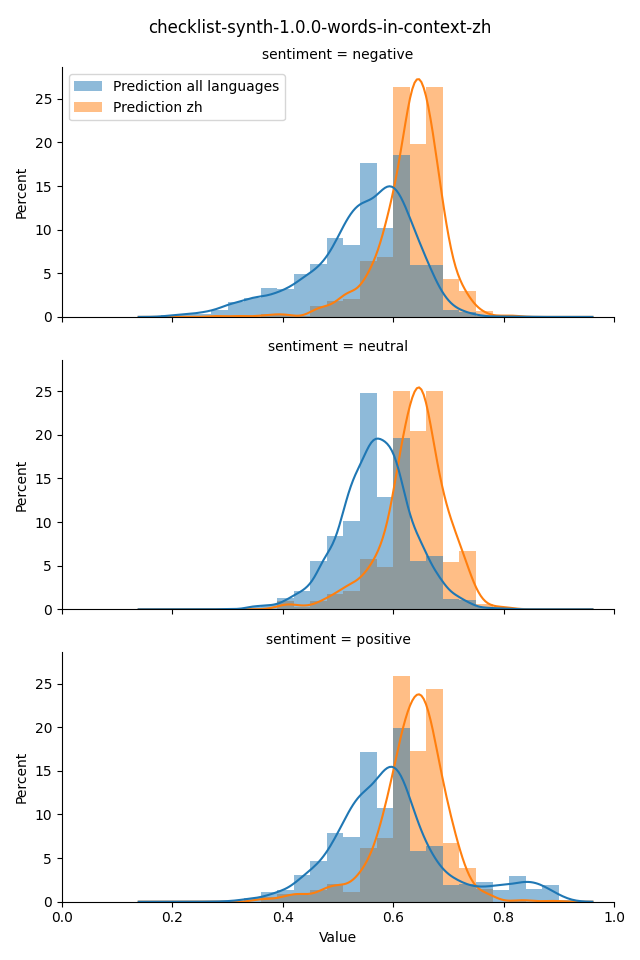 checklist-synth-1.0.0-words-in-context-zh
sentiment = negative
Prediction all languages
Prediction zh
25
20
15
10
5
0
Percent
sentiment = neutral
25
20
15
10
5
0
Percent
sentiment = positive
25
20
15
10
5
0
Percent
0.0 0.2 0.4 0.6 0.8 1.0
Value